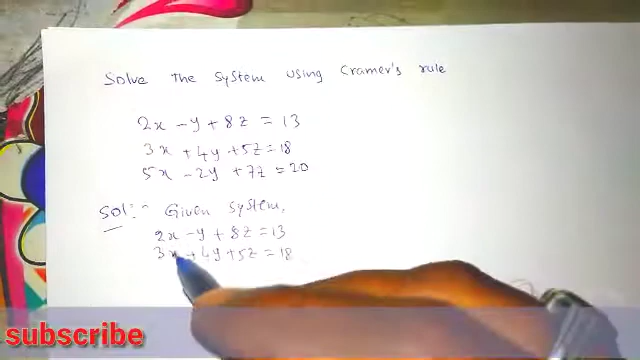 Solve the System using Cramer's rule
2x - y + 8z = 13
3x + 4y + 5z = 18
5x - 2y + 7z = 20
Sol:- Given System,
2x - y + 8z = 13
3x + 4y + 5z = 18
subscribe